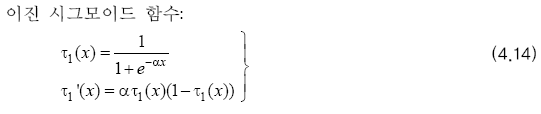 이진 시그모이드 함수:
τ₁(x) = 1 / (1 + e^(−αx))
τ₁'(x) = ατ₁(x)(1 − τ₁(x))
(4.14)